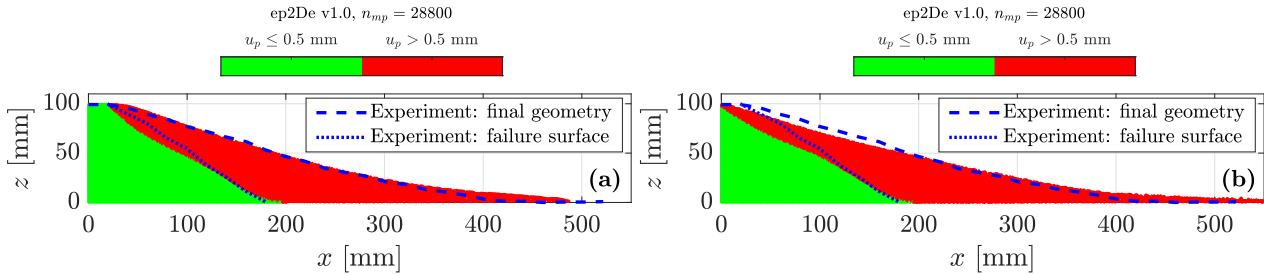 ep2De v1.0, n_mp = 28800
u_p ≤ 0.5 mm u_p > 0.5 mm
100
50
0
z [mm]
Experiment: final geometry
Experiment: failure surface
(a)
0 100 200 300 400 500
x [mm]
ep2De v1.0, n_mp = 28800
u_p ≤ 0.5 mm u_p > 0.5 mm
100
50
0
z [mm]
Experiment: final geometry
Experiment: failure surface
(b)
0 100 200 300 400 500
x [mm]